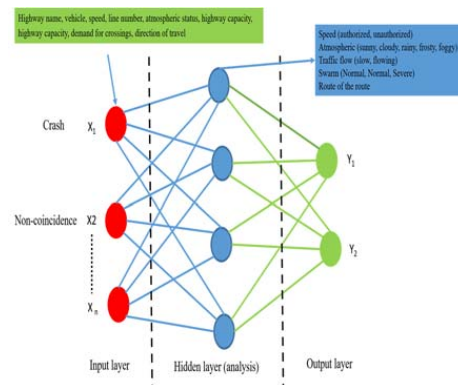 Highway name, vehicle, speed, line number, atmospheric status, highway capacity,
highway capacity, demand for crossings, direction of travel
Speed (authorized, unauthorized)
Atmospheric (sunny, cloudy, rainy, frosty, foggy)
Traffic flow (slow, flowing)
Swarm (Normal, Normal, Severe)
Route of the route
Crash X1
Non-coincidence X2
X n
Y1
Y2
Input layer
Hidden layer (analysis)
Output layer